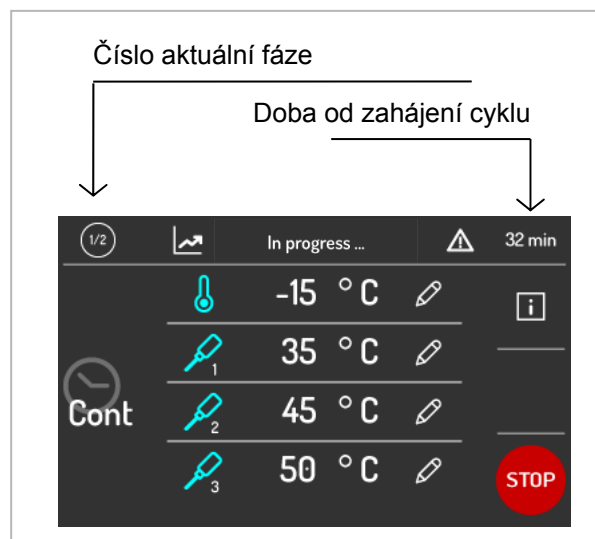 Číslo aktuální fáze
Doba od zahájení cyklu
1/2 In progress ... 32 min
-15 °C
i
35 °C
1
Cont
45 °C
2
50 °C
3
STOP